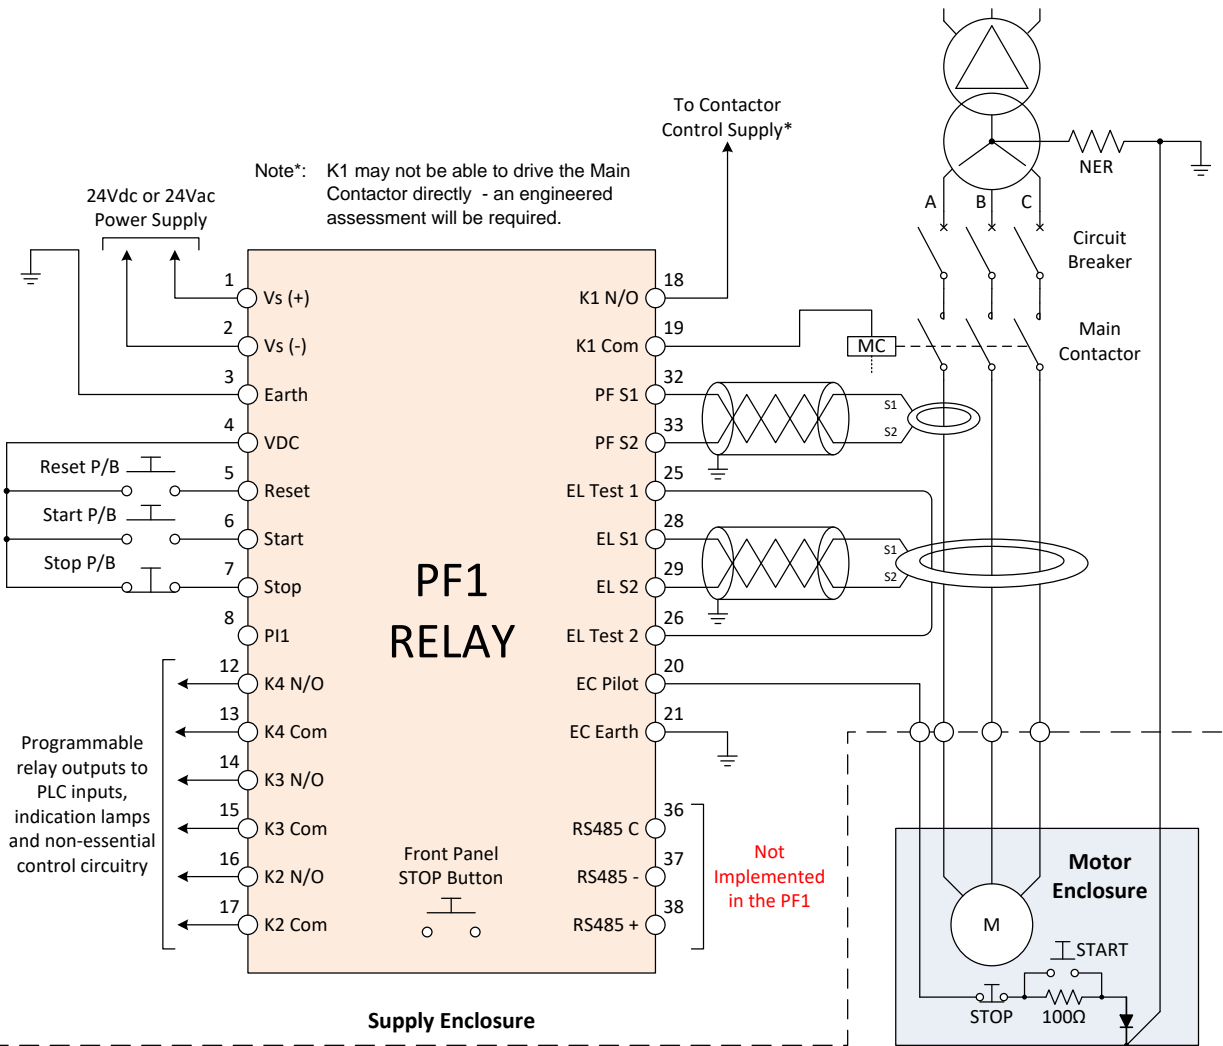 To Contactor
Control Supply*
NER
Note*: K1 may not be able to drive the Main
Contactor directly - an engineered
assessment will be required.
24Vdc or 24Vac
Power Supply
A B C
Circuit
Breaker
Main
Contactor
MC
1 Vs (+)
2 Vs (-)
3 Earth
4 VDC
Reset P/B 5 Reset
Start P/B 6 Start
Stop P/B 7 Stop
8 PI1
12 K4 N/O
13 K4 Com
14 K3 N/O
15 K3 Com
16 K2 N/O
17 K2 Com
Programmable
relay outputs to
PLC inputs,
indication lamps
and non-essential
control circuitry
PF1
RELAY
Front Panel
STOP Button
K1 N/O 18
K1 Com 19
PF S1 32
PF S2 33
S1
S2
EL Test 1 25
EL S1 28
EL S2 29
S1
S2
EL Test 2 26
EC Pilot 20
EC Earth 21
RS485 C 36
RS485 - 37
RS485 + 38
Not
Implemented
in the PF1
Motor
Enclosure
M
START
STOP
100Ω
Supply Enclosure